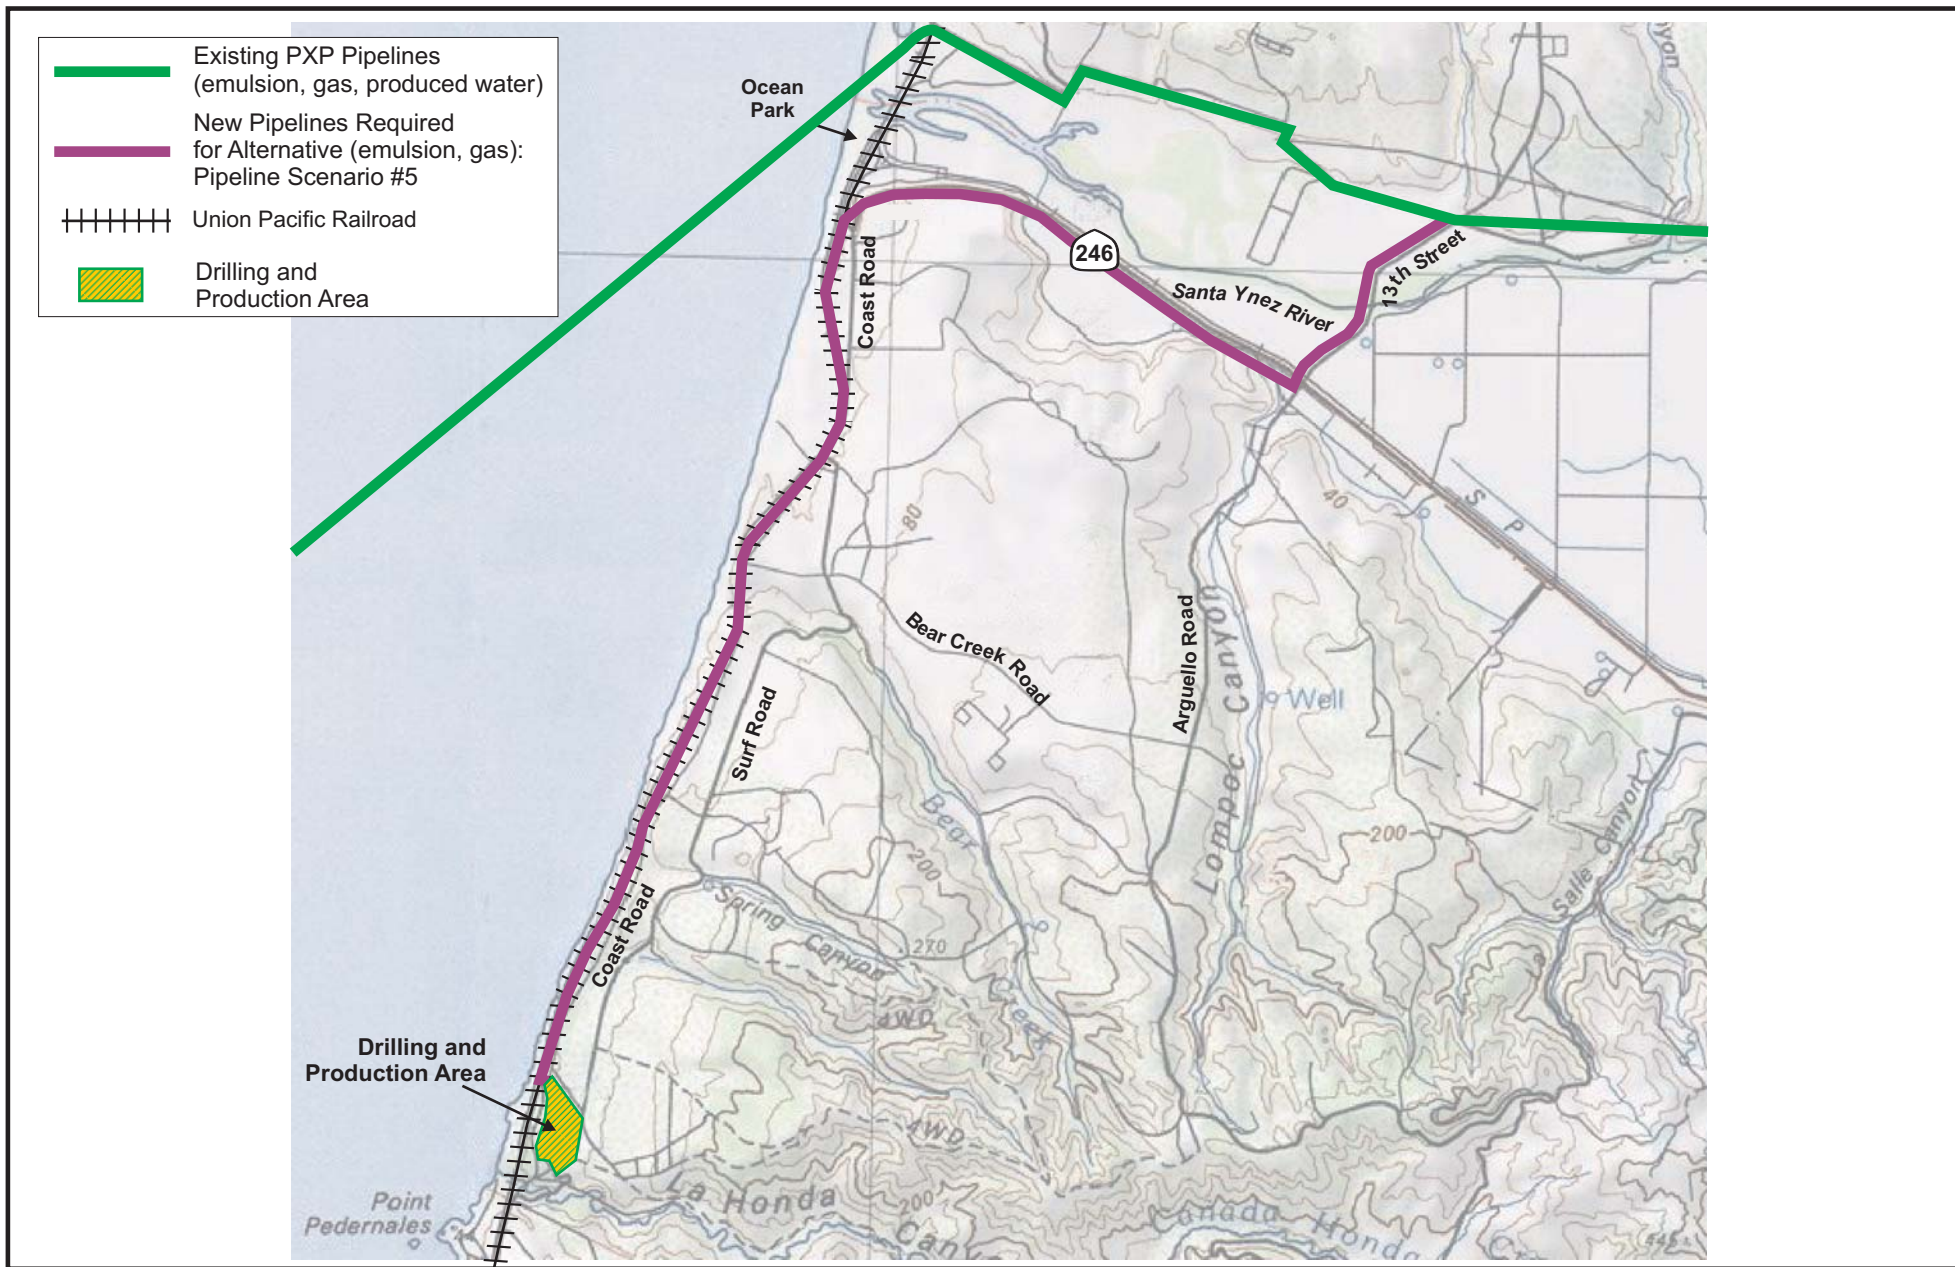 Existing PXP Pipelines
(emulsion, gas, produced water)
New Pipelines Required
for Alternative (emulsion, gas):
Pipeline Scenario #5
Union Pacific Railroad
Drilling and
Production Area
Ocean
Park
246
Coast Road
Santa Ynez River
13th Street
80
40
S P
Bear Creek Road
Arguello Road
Lompoc Canyon
Well
Surf Road
Bear Creek
200
200
Salle Canyon
Spring Canyon
270
Coast Road
4WD
Drilling and
Production Area
4WD
La Honda
Can
200
Canada Honda
Point
Pedernales